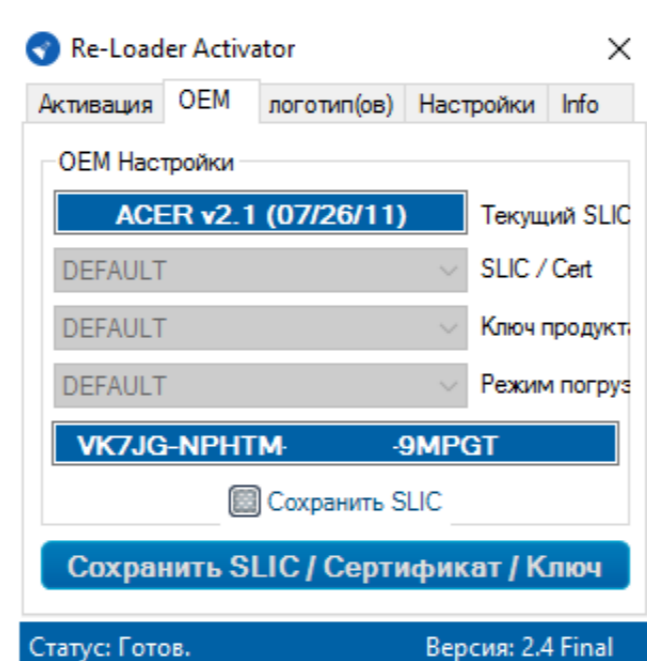 Re-Loader Activator
Активация OEM логотип(ов) Настройки Info
OEM Настройки
ACER v2.1 (07/26/11) Текущий SLIC
DEFAULT SLIC / Cert
DEFAULT Ключ продукта
DEFAULT Режим погруз
VK7JG-NPHTM- -9MPGT
Сохранить SLIC
Сохранить SLIC / Сертификат / Ключ
Статус: Готов. Версия: 2.4 Final